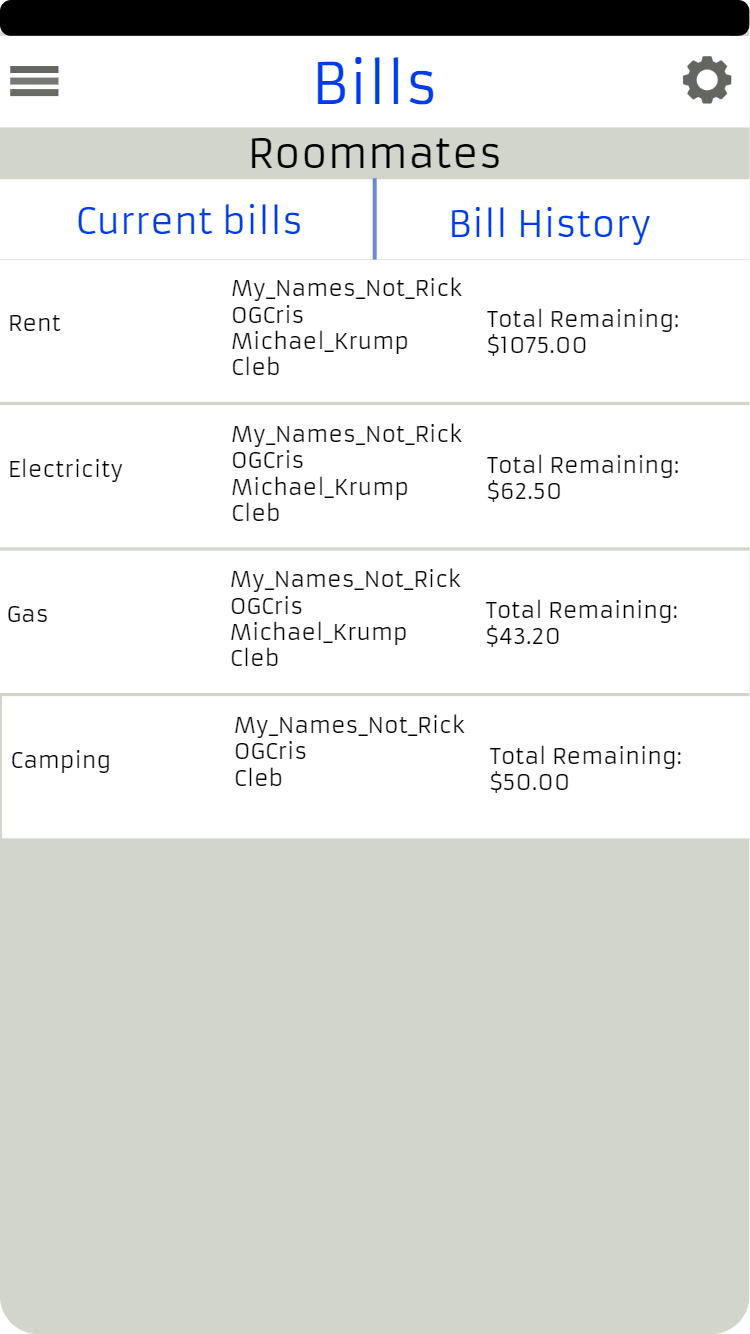 Bills
Roommates
Current bills
Bill History
Rent
My_Names_Not_Rick
OGCris
Michael_Krump
Cleb
Total Remaining:
$1075.00
Electricity
My_Names_Not_Rick
OGCris
Michael_Krump
Cleb
Total Remaining:
$62.50
Gas
My_Names_Not_Rick
OGCris
Michael_Krump
Cleb
Total Remaining:
$43.20
Camping
My_Names_Not_Rick
OGCris
Cleb
Total Remaining:
$50.00